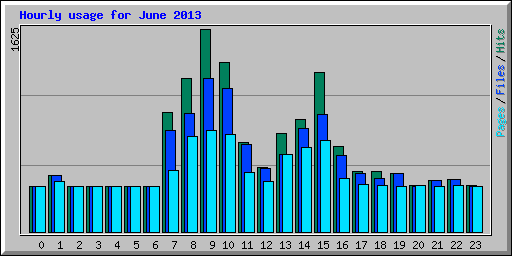 Hourly usage for June 2013
1625
Pages/Files/Hits
0 1 2 3 4 5 6 7 8 9 10 11 12 13 14 15 16 17 18 19 20 21 22 23